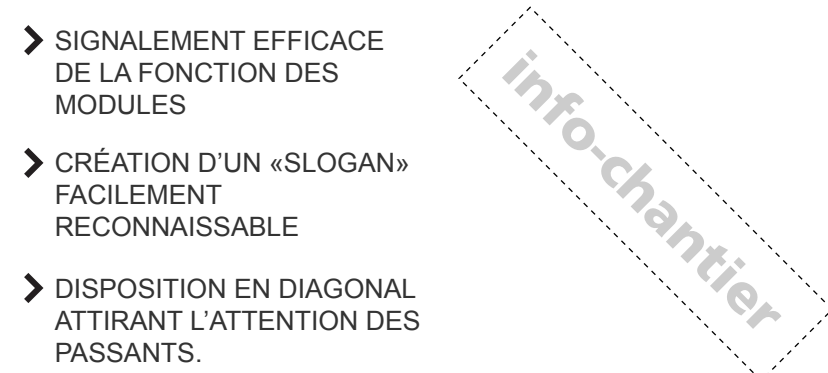 SIGNALEMENT EFFICACE
DE LA FONCTION DES
MODULES
CRÉATION D'UN «SLOGAN»
FACILEMENT
RECONNAISSABLE
DISPOSITION EN DIAGONAL
ATTIRANT L'ATTENTION DES
PASSANTS.
info-chantier